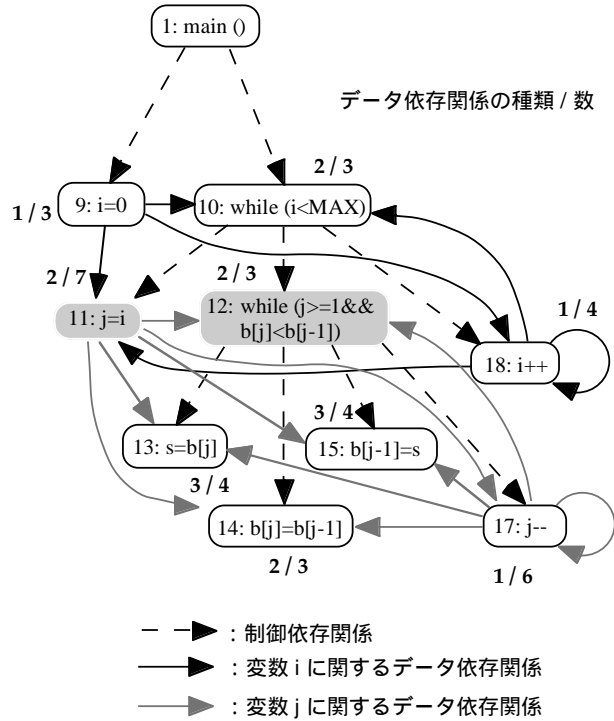 1: main ()
データ依存関係の種類 / 数
2 / 3
1 / 3
9: i=0
10: while (i<MAX)
2 / 7
2 / 3
11: j=i
12: while (j>=1&&
b[j]<b[j-1])
1 / 4
18: i++
3 / 4
13: s=b[j]
15: b[j-1]=s
3 / 4
14: b[j]=b[j-1]
17: j--
2 / 3
1 / 6
: 制御依存関係
: 変数 i に関するデータ依存関係
: 変数 j に関するデータ依存関係